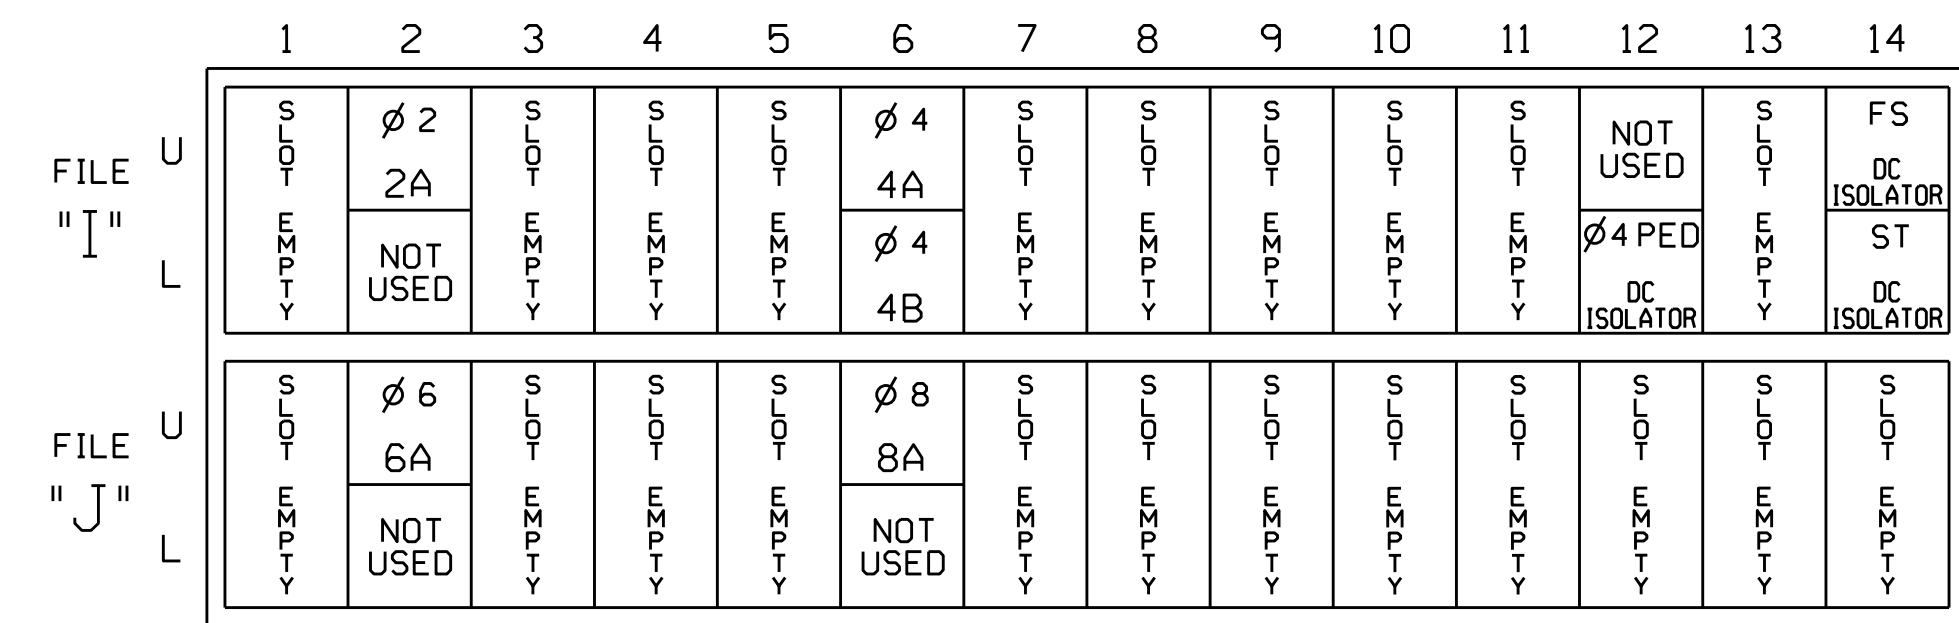 1 2 3 4 5 6 7 8 9 10 11 12 13 14
FILE
"I"
U
L
SLOT EMPTY
Ø 2
2A
NOT
USED
SLOT EMPTY
SLOT EMPTY
SLOT EMPTY
Ø 4
4A
Ø 4
4B
SLOT EMPTY
SLOT EMPTY
SLOT EMPTY
SLOT EMPTY
SLOT EMPTY
NOT
USED
Ø4 PED
DC
ISOLATOR
SLOT EMPTY
FS
DC
ISOLATOR
ST
DC
ISOLATOR
FILE
"J"
U
L
SLOT EMPTY
Ø 6
6A
NOT
USED
SLOT EMPTY
SLOT EMPTY
SLOT EMPTY
Ø 8
8A
NOT
USED
SLOT EMPTY
SLOT EMPTY
SLOT EMPTY
SLOT EMPTY
SLOT EMPTY
SLOT EMPTY
SLOT EMPTY
SLOT EMPTY